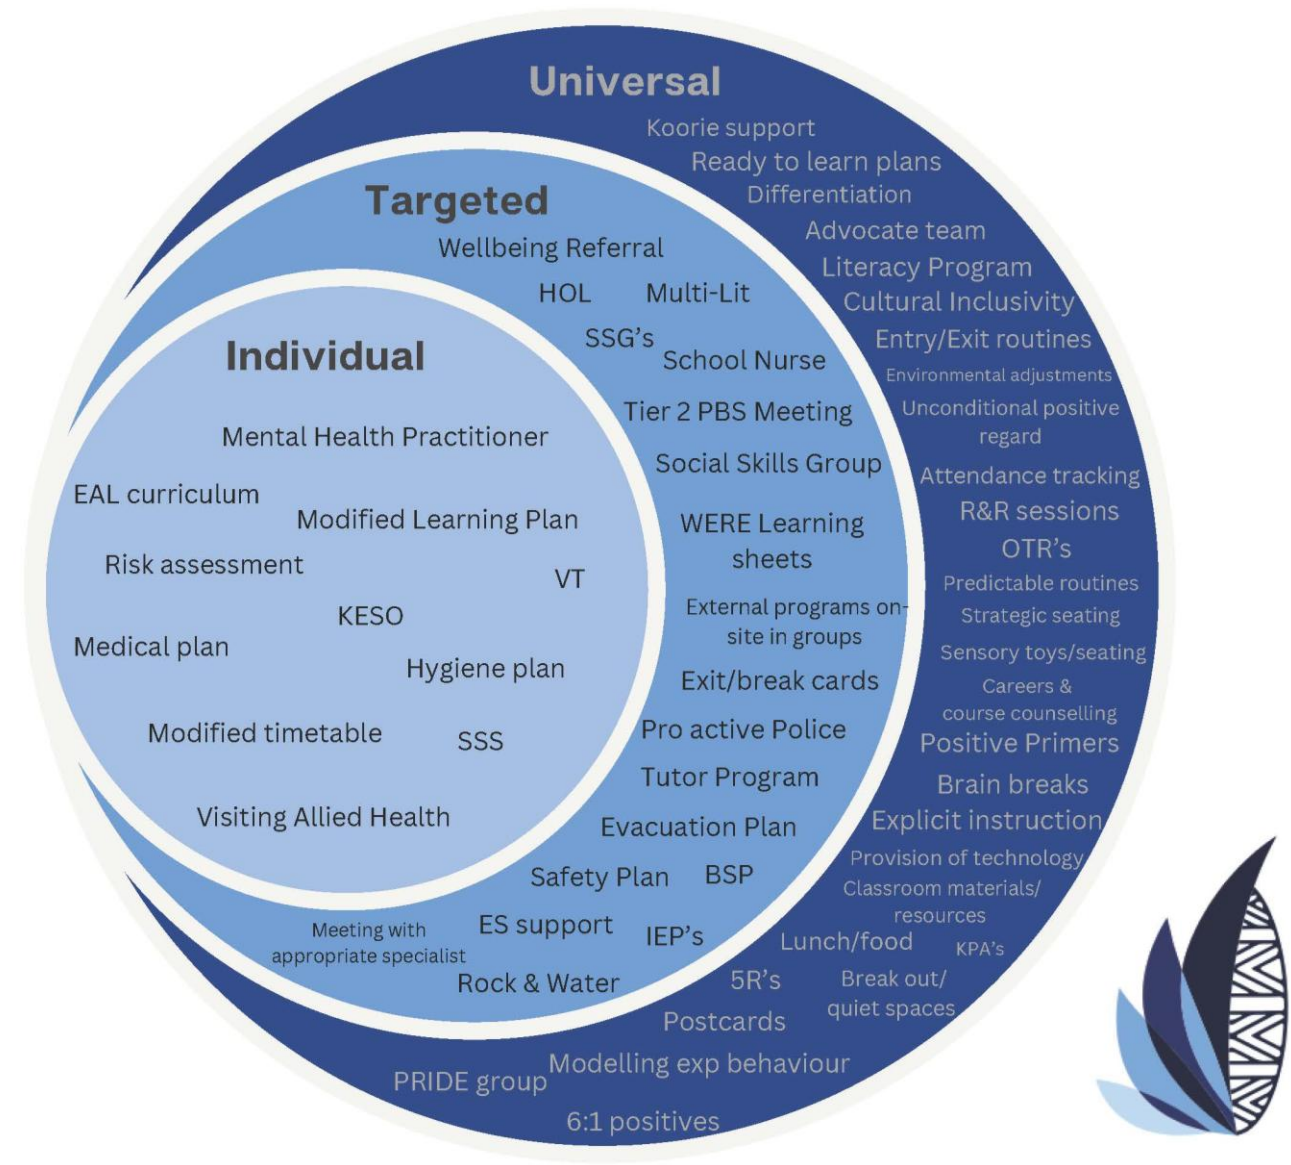 Universal
Koorie support
Ready to learn plans
Differentiation
Advocate team
Literacy Program
Cultural Inclusivity
Entry/Exit routines
Environmental adjustments
Unconditional positive
regard
Attendance tracking
R&R sessions
OTR's
Predictable routines
Strategic seating
Sensory toys/seating
Careers &
course counselling
Positive Primers
Brain breaks
Explicit instruction
Provision of technology
Classroom materials/
resources
Lunch/food
KPA's
5R's
Break out/
quiet spaces
Postcards
Modelling exp behaviour
PRIDE group
6:1 positives
Targeted
Wellbeing Referral
HOL
Multi-Lit
SSG's
School Nurse
Tier 2 PBS Meeting
Social Skills Group
WERE Learning
sheets
External programs on-
site in groups
Exit/break cards
Pro active Police
Tutor Program
Evacuation Plan
Safety Plan
BSP
ES support
IEP's
Meeting with
appropriate specialist
Rock & Water
Individual
Mental Health Practitioner
EAL curriculum
Modified Learning Plan
Risk assessment
VT
KESO
Medical plan
Hygiene plan
Modified timetable
SSS
Visiting Allied Health